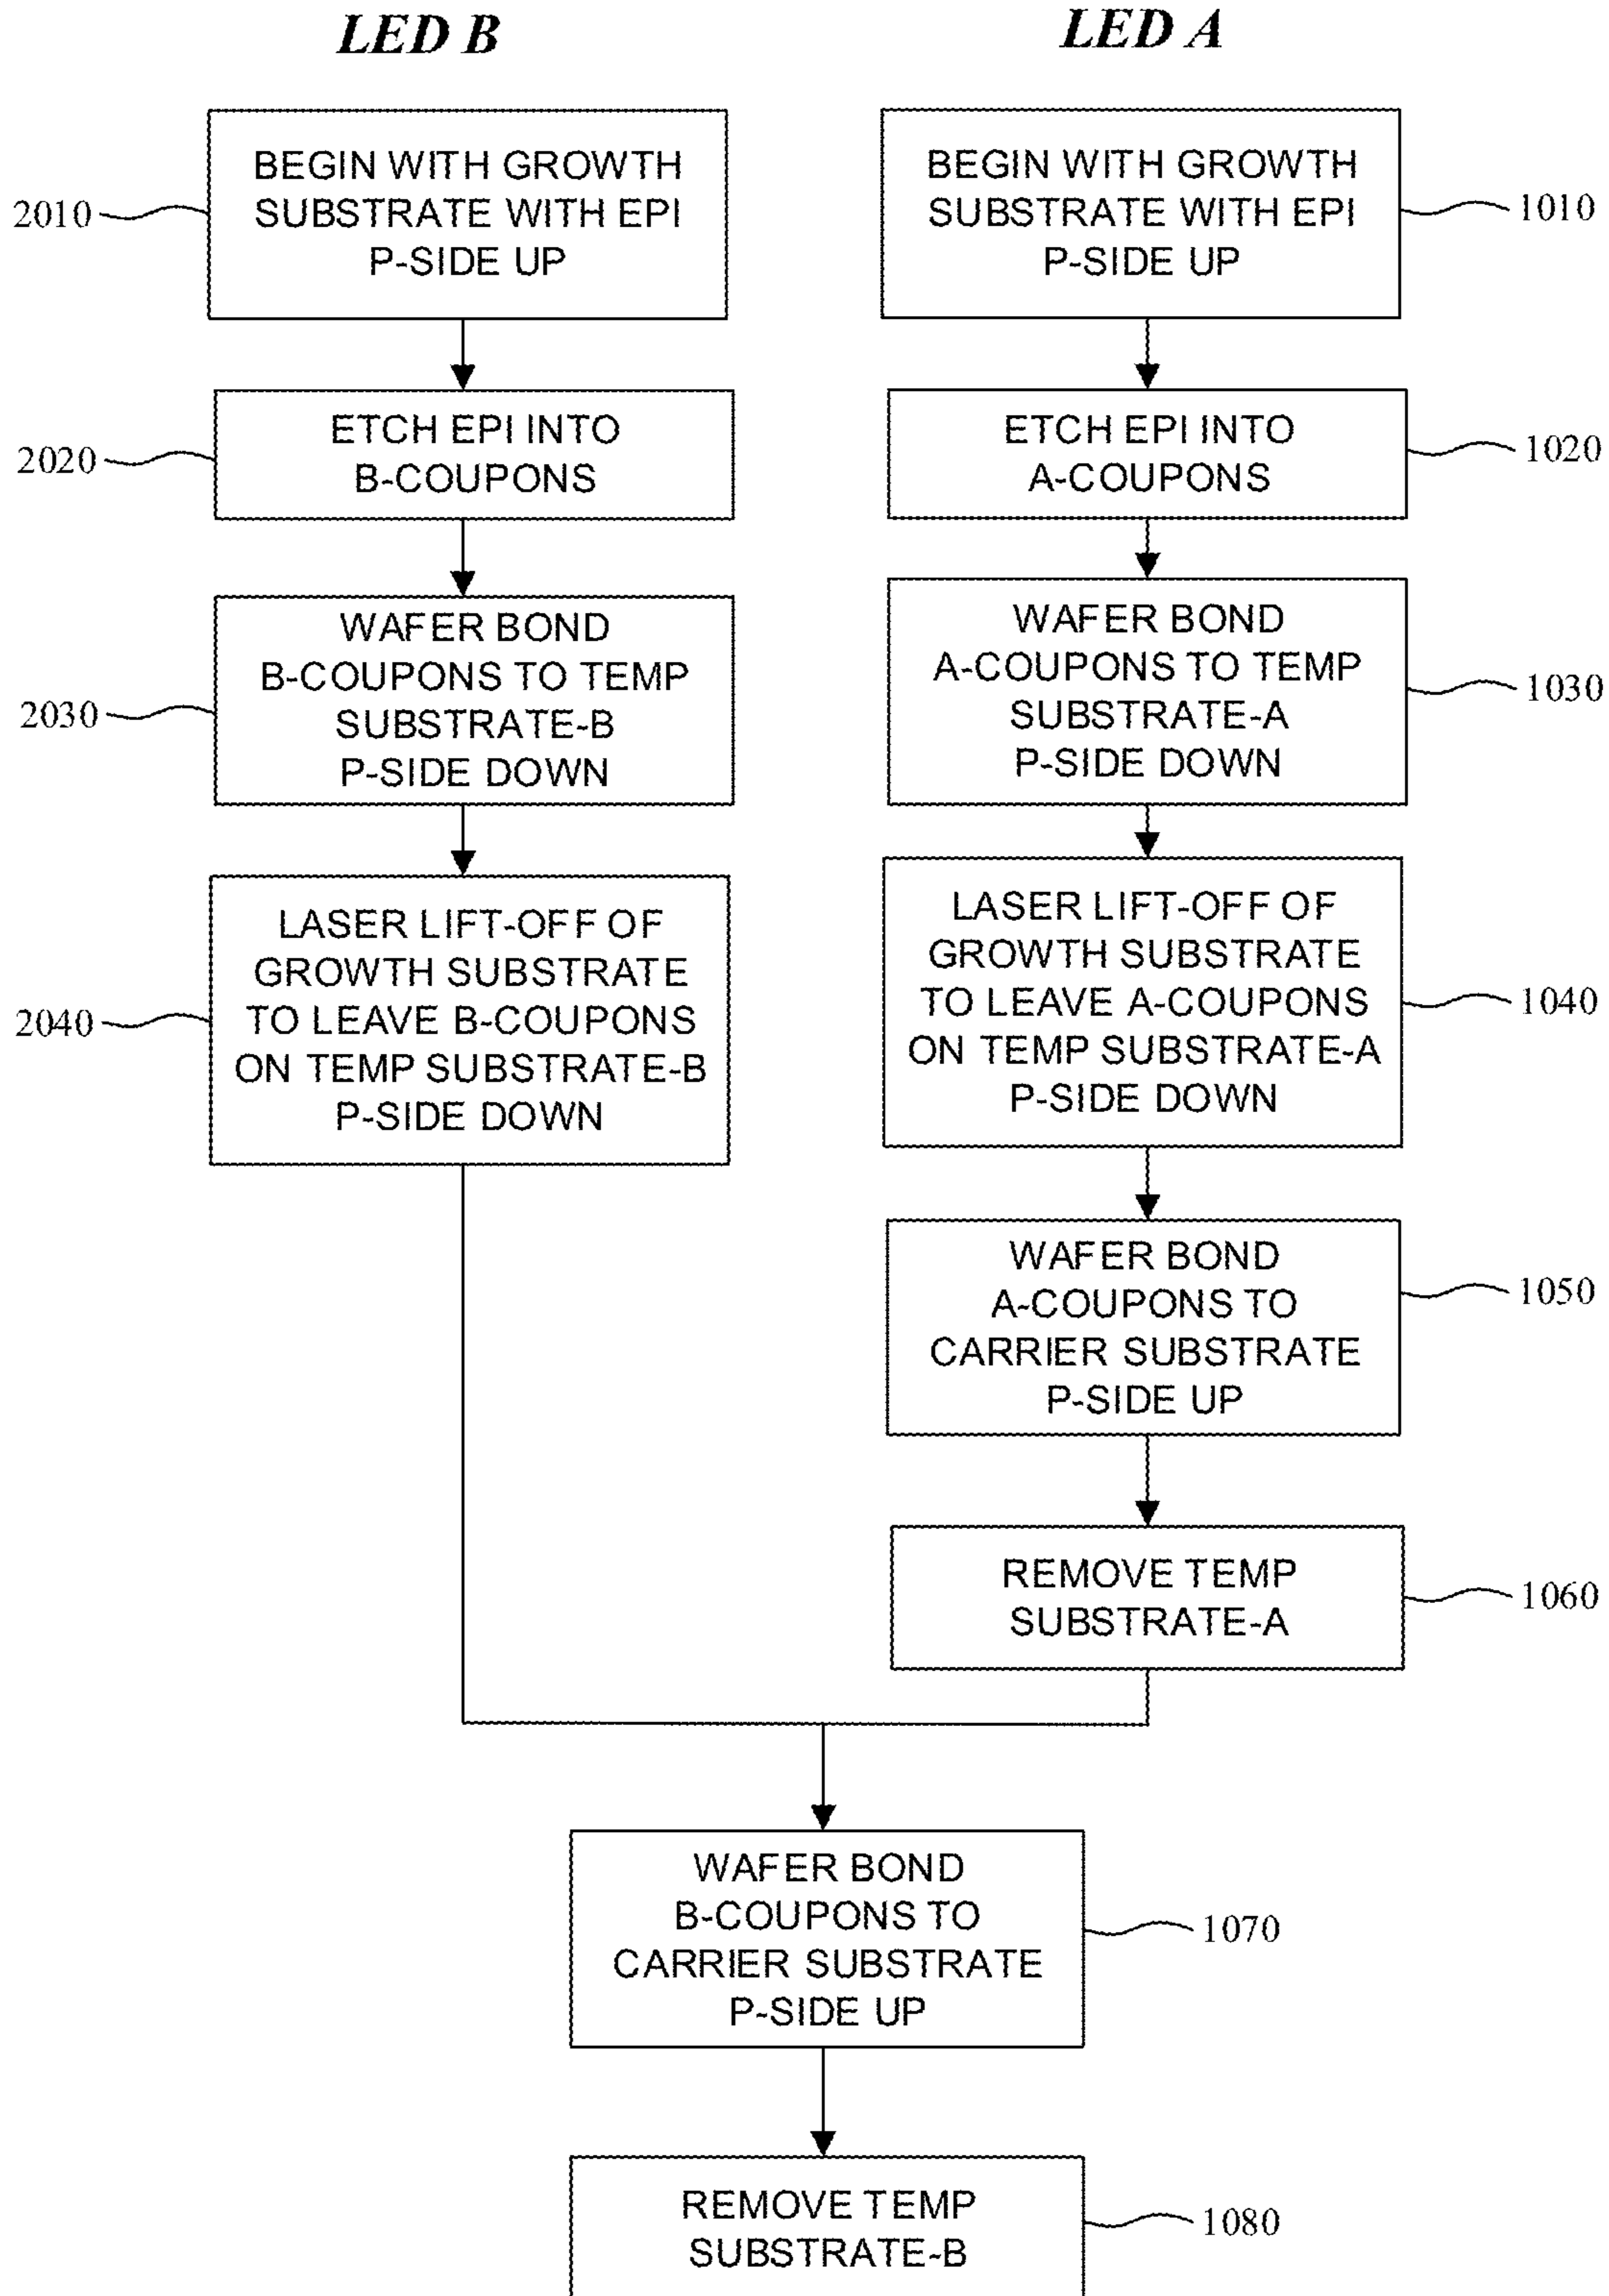 LED B
LED A
BEGIN WITH GROWTH
SUBSTRATE WITH EPI
P-SIDE UP
2010
BEGIN WITH GROWTH
SUBSTRATE WITH EPI
P-SIDE UP
1010
ETCH EPI INTO
B-COUPONS
2020
ETCH EPI INTO
A-COUPONS
1020
WAFER BOND
B-COUPONS TO TEMP
SUBSTRATE-B
P-SIDE DOWN
2030
WAFER BOND
A-COUPONS TO TEMP
SUBSTRATE-A
P-SIDE DOWN
1030
LASER LIFT-OFF OF
GROWTH SUBSTRATE
TO LEAVE B-COUPONS
ON TEMP SUBSTRATE-B
P-SIDE DOWN
2040
LASER LIFT-OFF OF
GROWTH SUBSTRATE
TO LEAVE A-COUPONS
ON TEMP SUBSTRATE-A
P-SIDE DOWN
1040
WAFER BOND
A-COUPONS TO
CARRIER SUBSTRATE
P-SIDE UP
1050
REMOVE TEMP
SUBSTRATE-A
1060
WAFER BOND
B-COUPONS TO
CARRIER SUBSTRATE
P-SIDE UP
1070
REMOVE TEMP
SUBSTRATE-B
1080